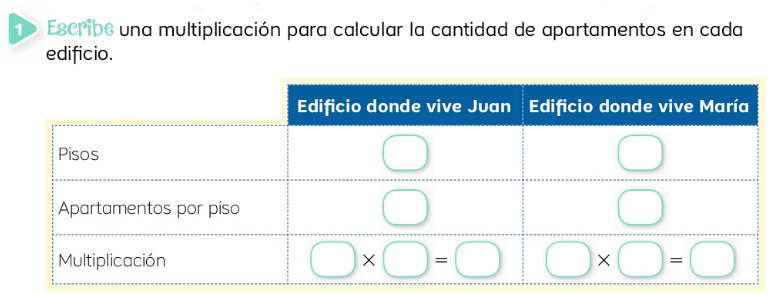 1 Escribe una multiplicación para calcular la cantidad de apartamentos en cada
edificio.
Edificio donde vive Juan Edificio donde vive María
Pisos
Apartamentos por piso
Multiplicación × = × =